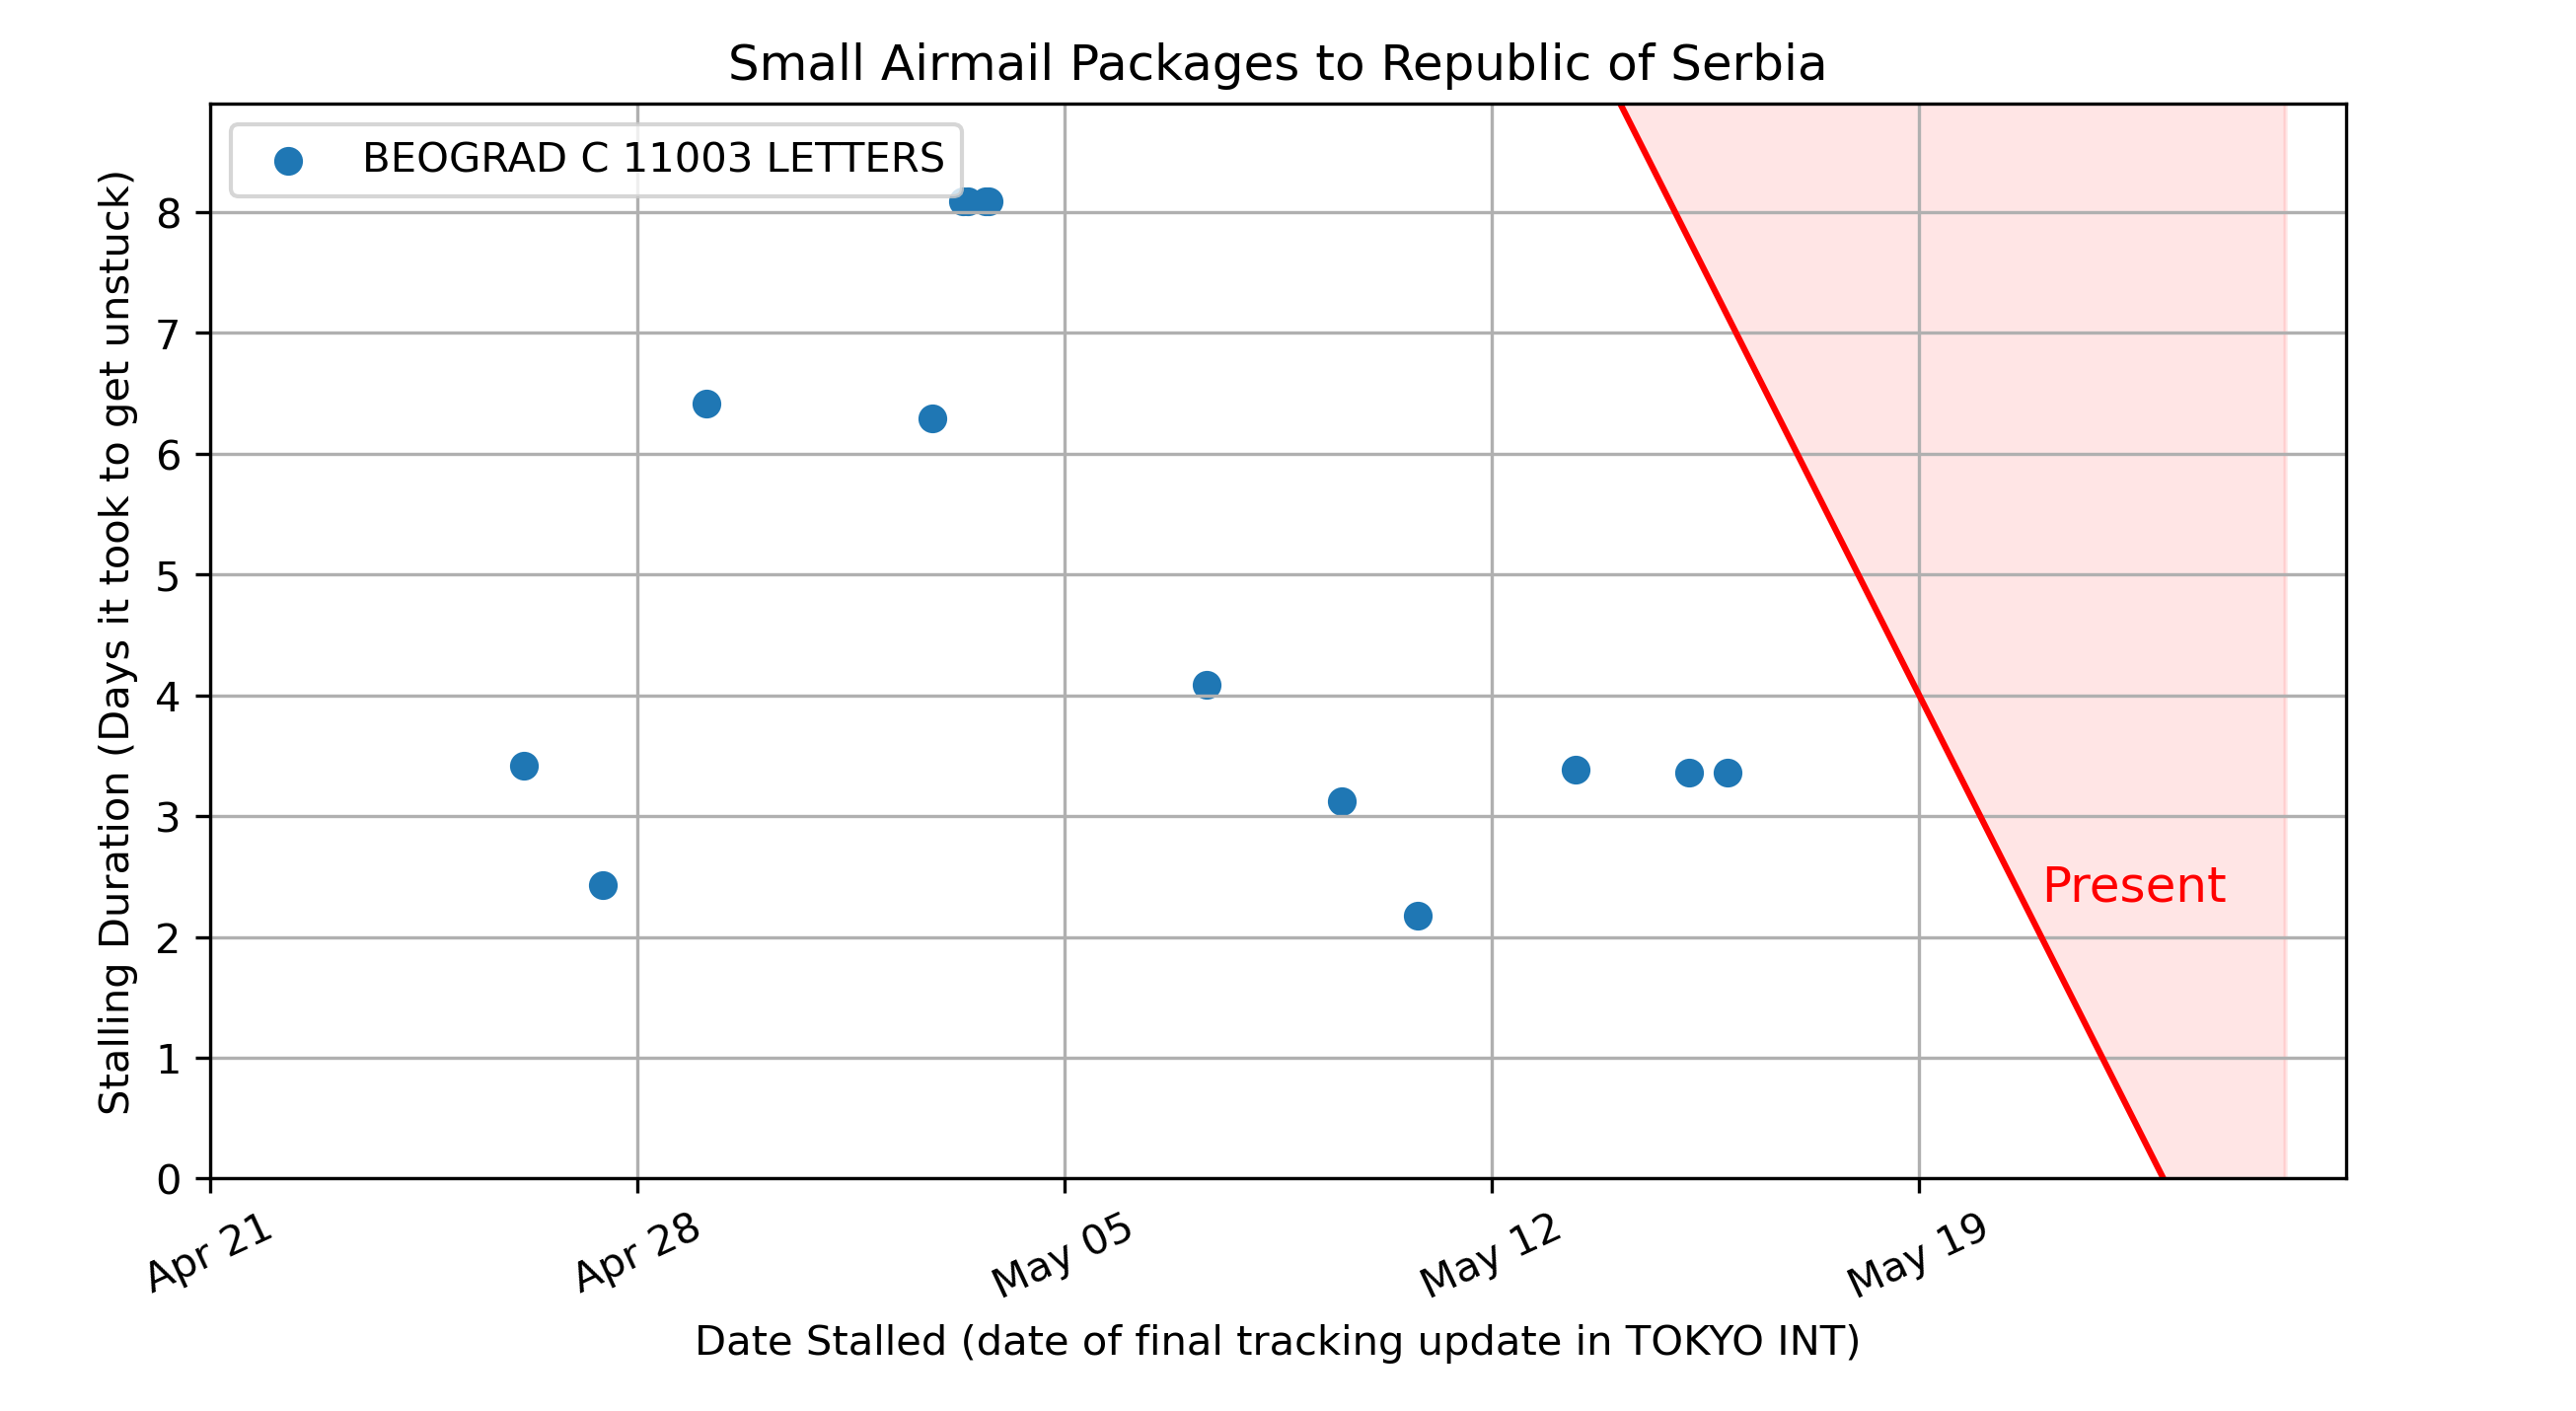 Small Airmail Packages to Republic of Serbia
BEOGRAD C 11003 LETTERS
Stalling Duration (Days it took to get unstuck)
8
7
6
5
4
3
2
1
0
Present
Apr 21
Apr 28
May 05
May 12
May 19
Date Stalled (date of final tracking update in TOKYO INT)